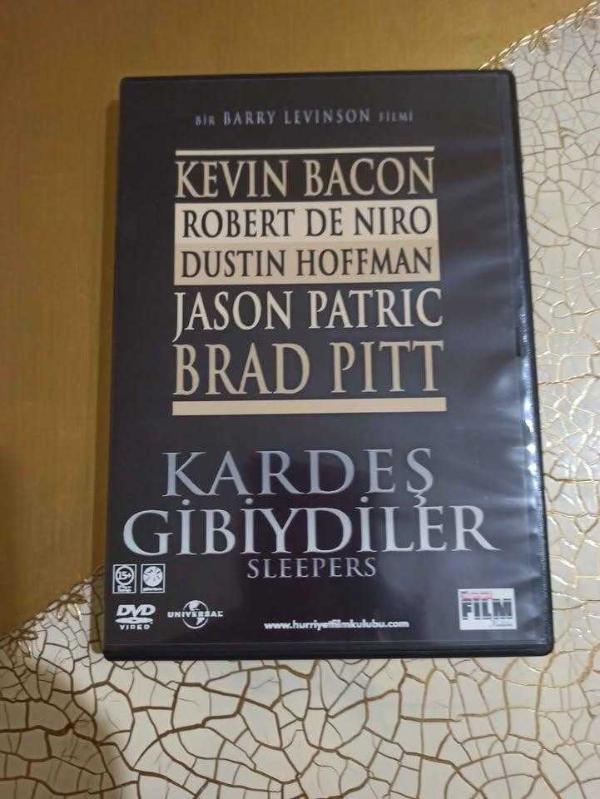 BİR BARRY LEVINSON FİLMİ
KEVIN BACON
ROBERT DE NIRO
DUSTIN HOFFMAN
JASON PATRIC
BRAD PITT
KARDEŞ
GİBİYDİLER
SLEEPERS
15+
DVD
VIDEO
UNIVERSAL
www.hurriyetfilmkulubu.com
FILM